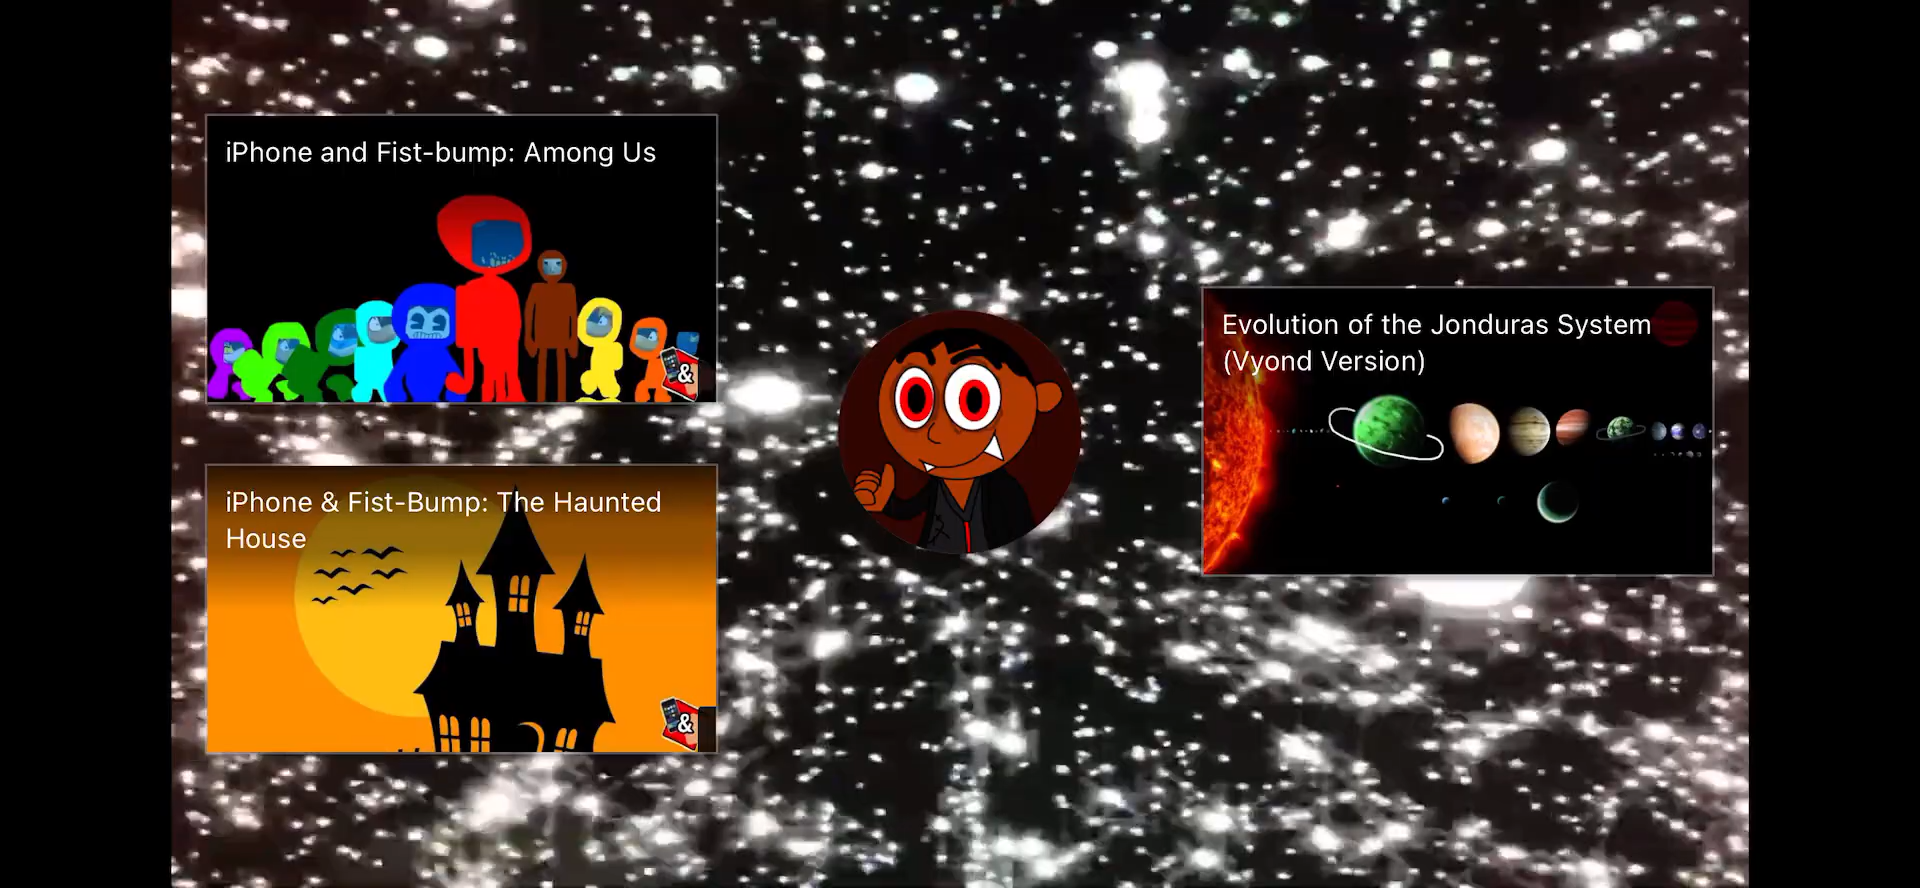 iPhone and Fist-bump: Among Us
&
iPhone & Fist-Bump: The Haunted
House
&
Evolution of the Jonduras System
(Vyond Version)